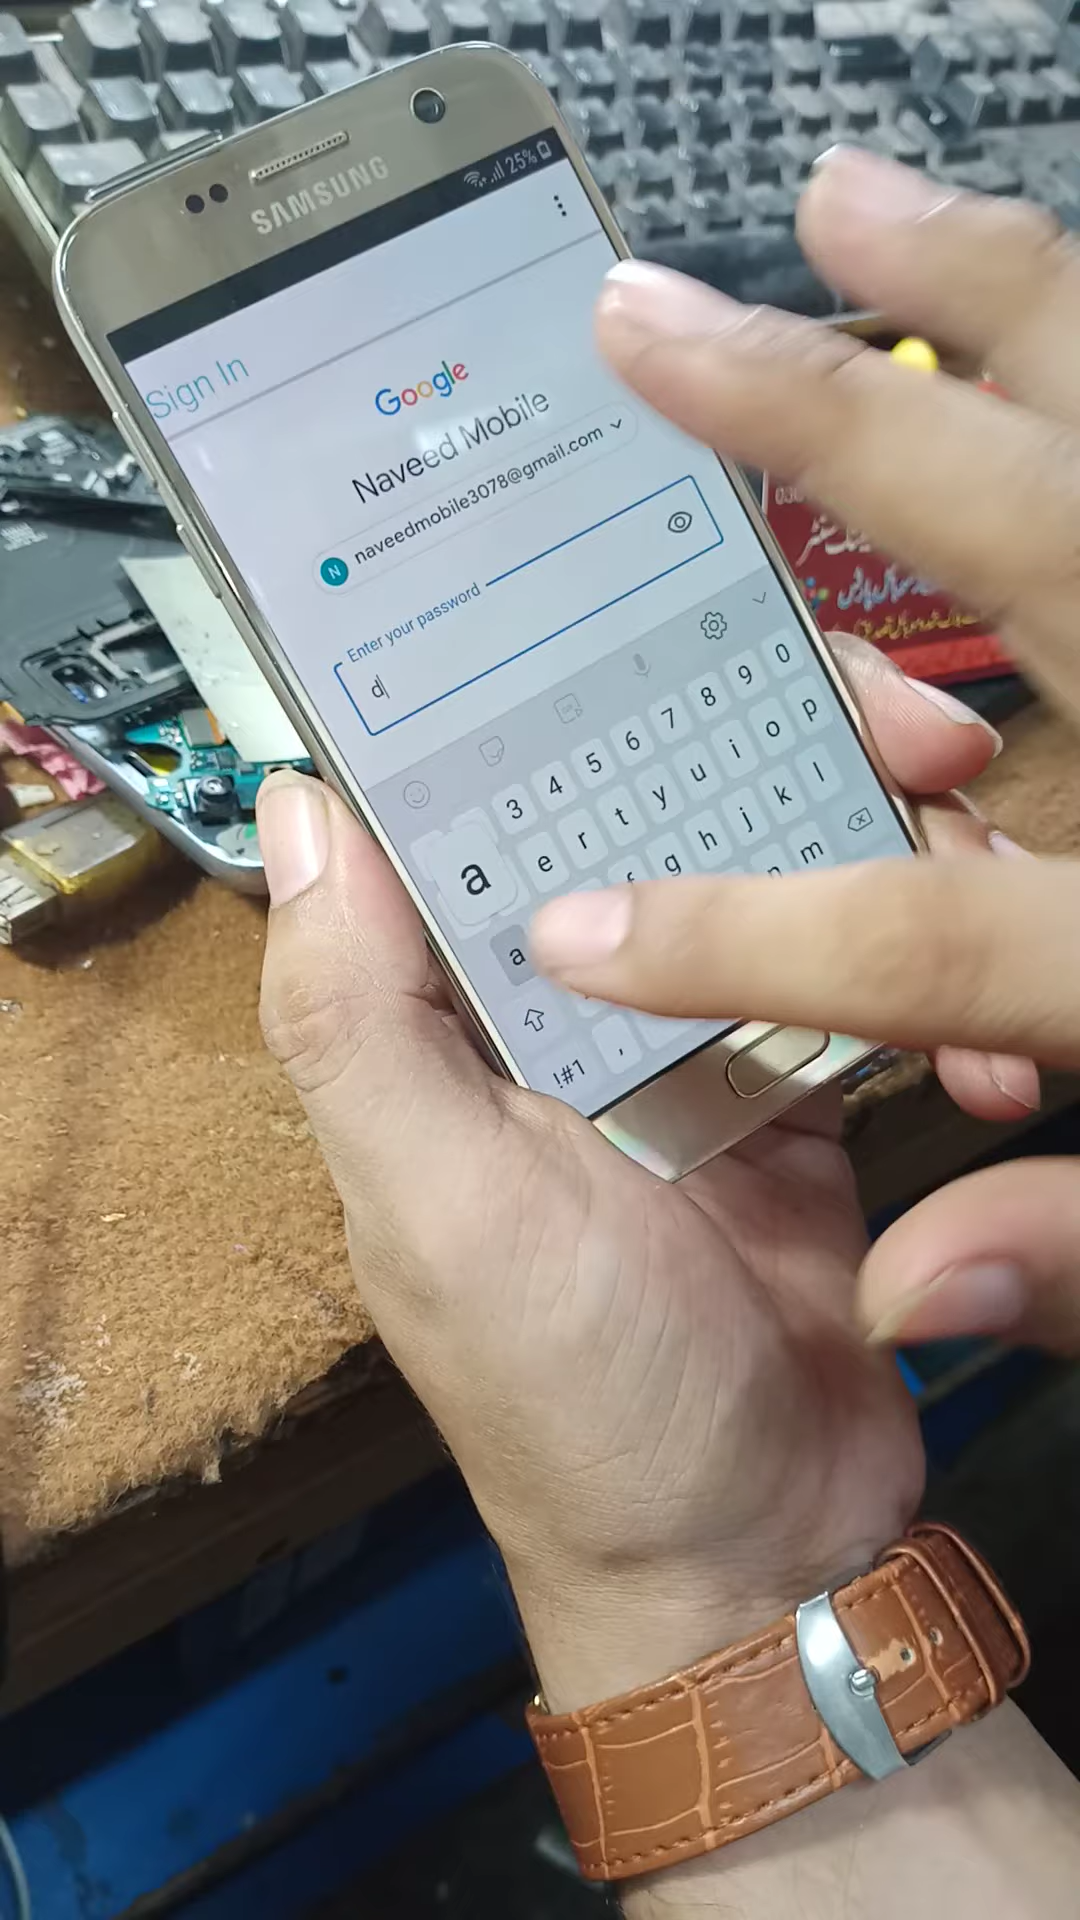 SAMSUNG
25%
Sign In
Google
Naveed Mobile
N naveedmobile3078@gmail.com
Enter your password
d
3 4 5 6 7 8 9 0
a
e r t y u i o p
a
g h j k l
m
!#1 ,